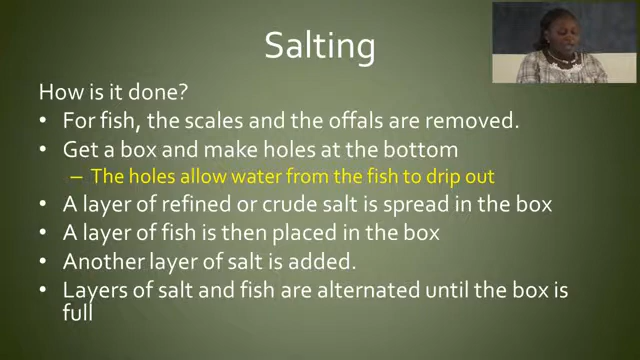 Salting
How is it done?
• For fish, the scales and the offals are removed.
• Get a box and make holes at the bottom
– The holes allow water from the fish to drip out
• A layer of refined or crude salt is spread in the box
• A layer of fish is then placed in the box
• Another layer of salt is added.
• Layers of salt and fish are alternated until the box is
full